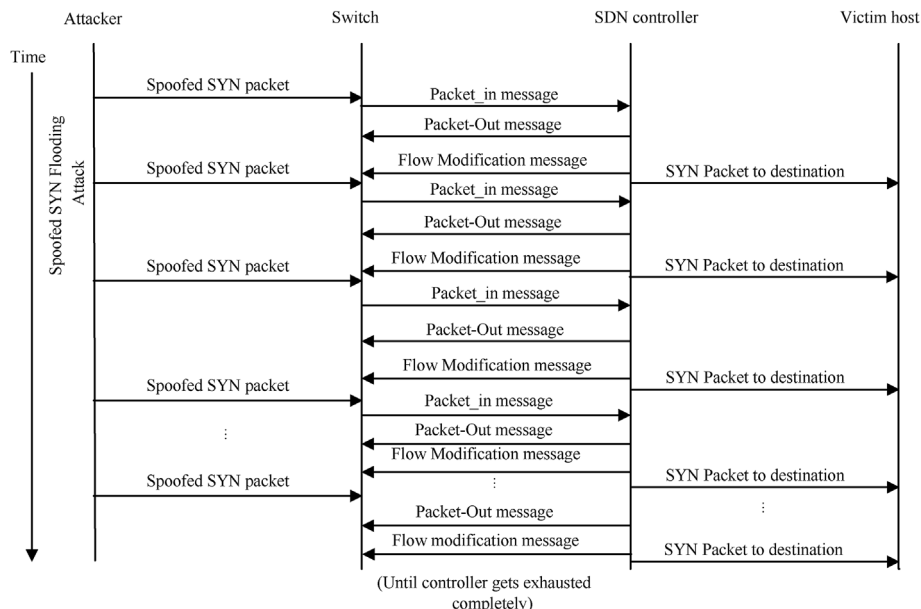 Attacker
Switch
SDN controller
Victim host
Time
Spoofed SYN Flooding
Attack
Spoofed SYN packet
Packet_in message
Packet-Out message
Flow Modification message
Spoofed SYN packet
SYN Packet to destination
Packet_in message
Packet-Out message
Flow Modification message
Spoofed SYN packet
SYN Packet to destination
Packet_in message
Packet-Out message
Flow Modification message
Spoofed SYN packet
SYN Packet to destination
Packet_in message
...
Packet-Out message
Flow Modification message
Spoofed SYN packet
SYN Packet to destination
...
...
Packet-Out message
Flow modification message
SYN Packet to destination
(Until controller gets exhausted
completely)